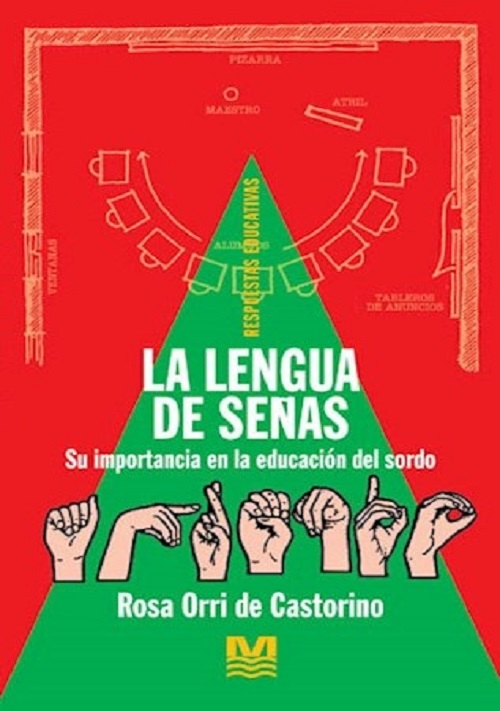 PIZARRA
MAESTRO
ATRIL
VENTANAS
ALUMNOS
RESPUESTAS EDUCATIVAS
TABLEROS
DE ANUNCIOS
LA LENGUA
DE SEÑAS
Su importancia en la educación del sordo
Rosa Orri de Castorino